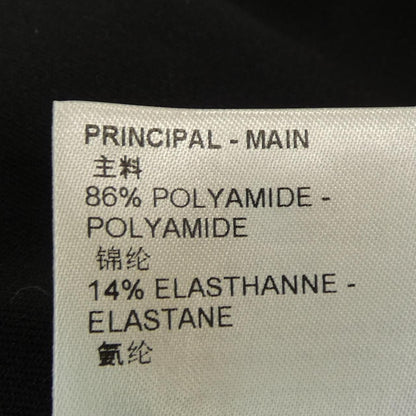 PRINCIPAL - MAIN
主料
86% POLYAMIDE -
POLYAMIDE
锦纶
14% ELASTHANNE -
ELASTANE
氨纶